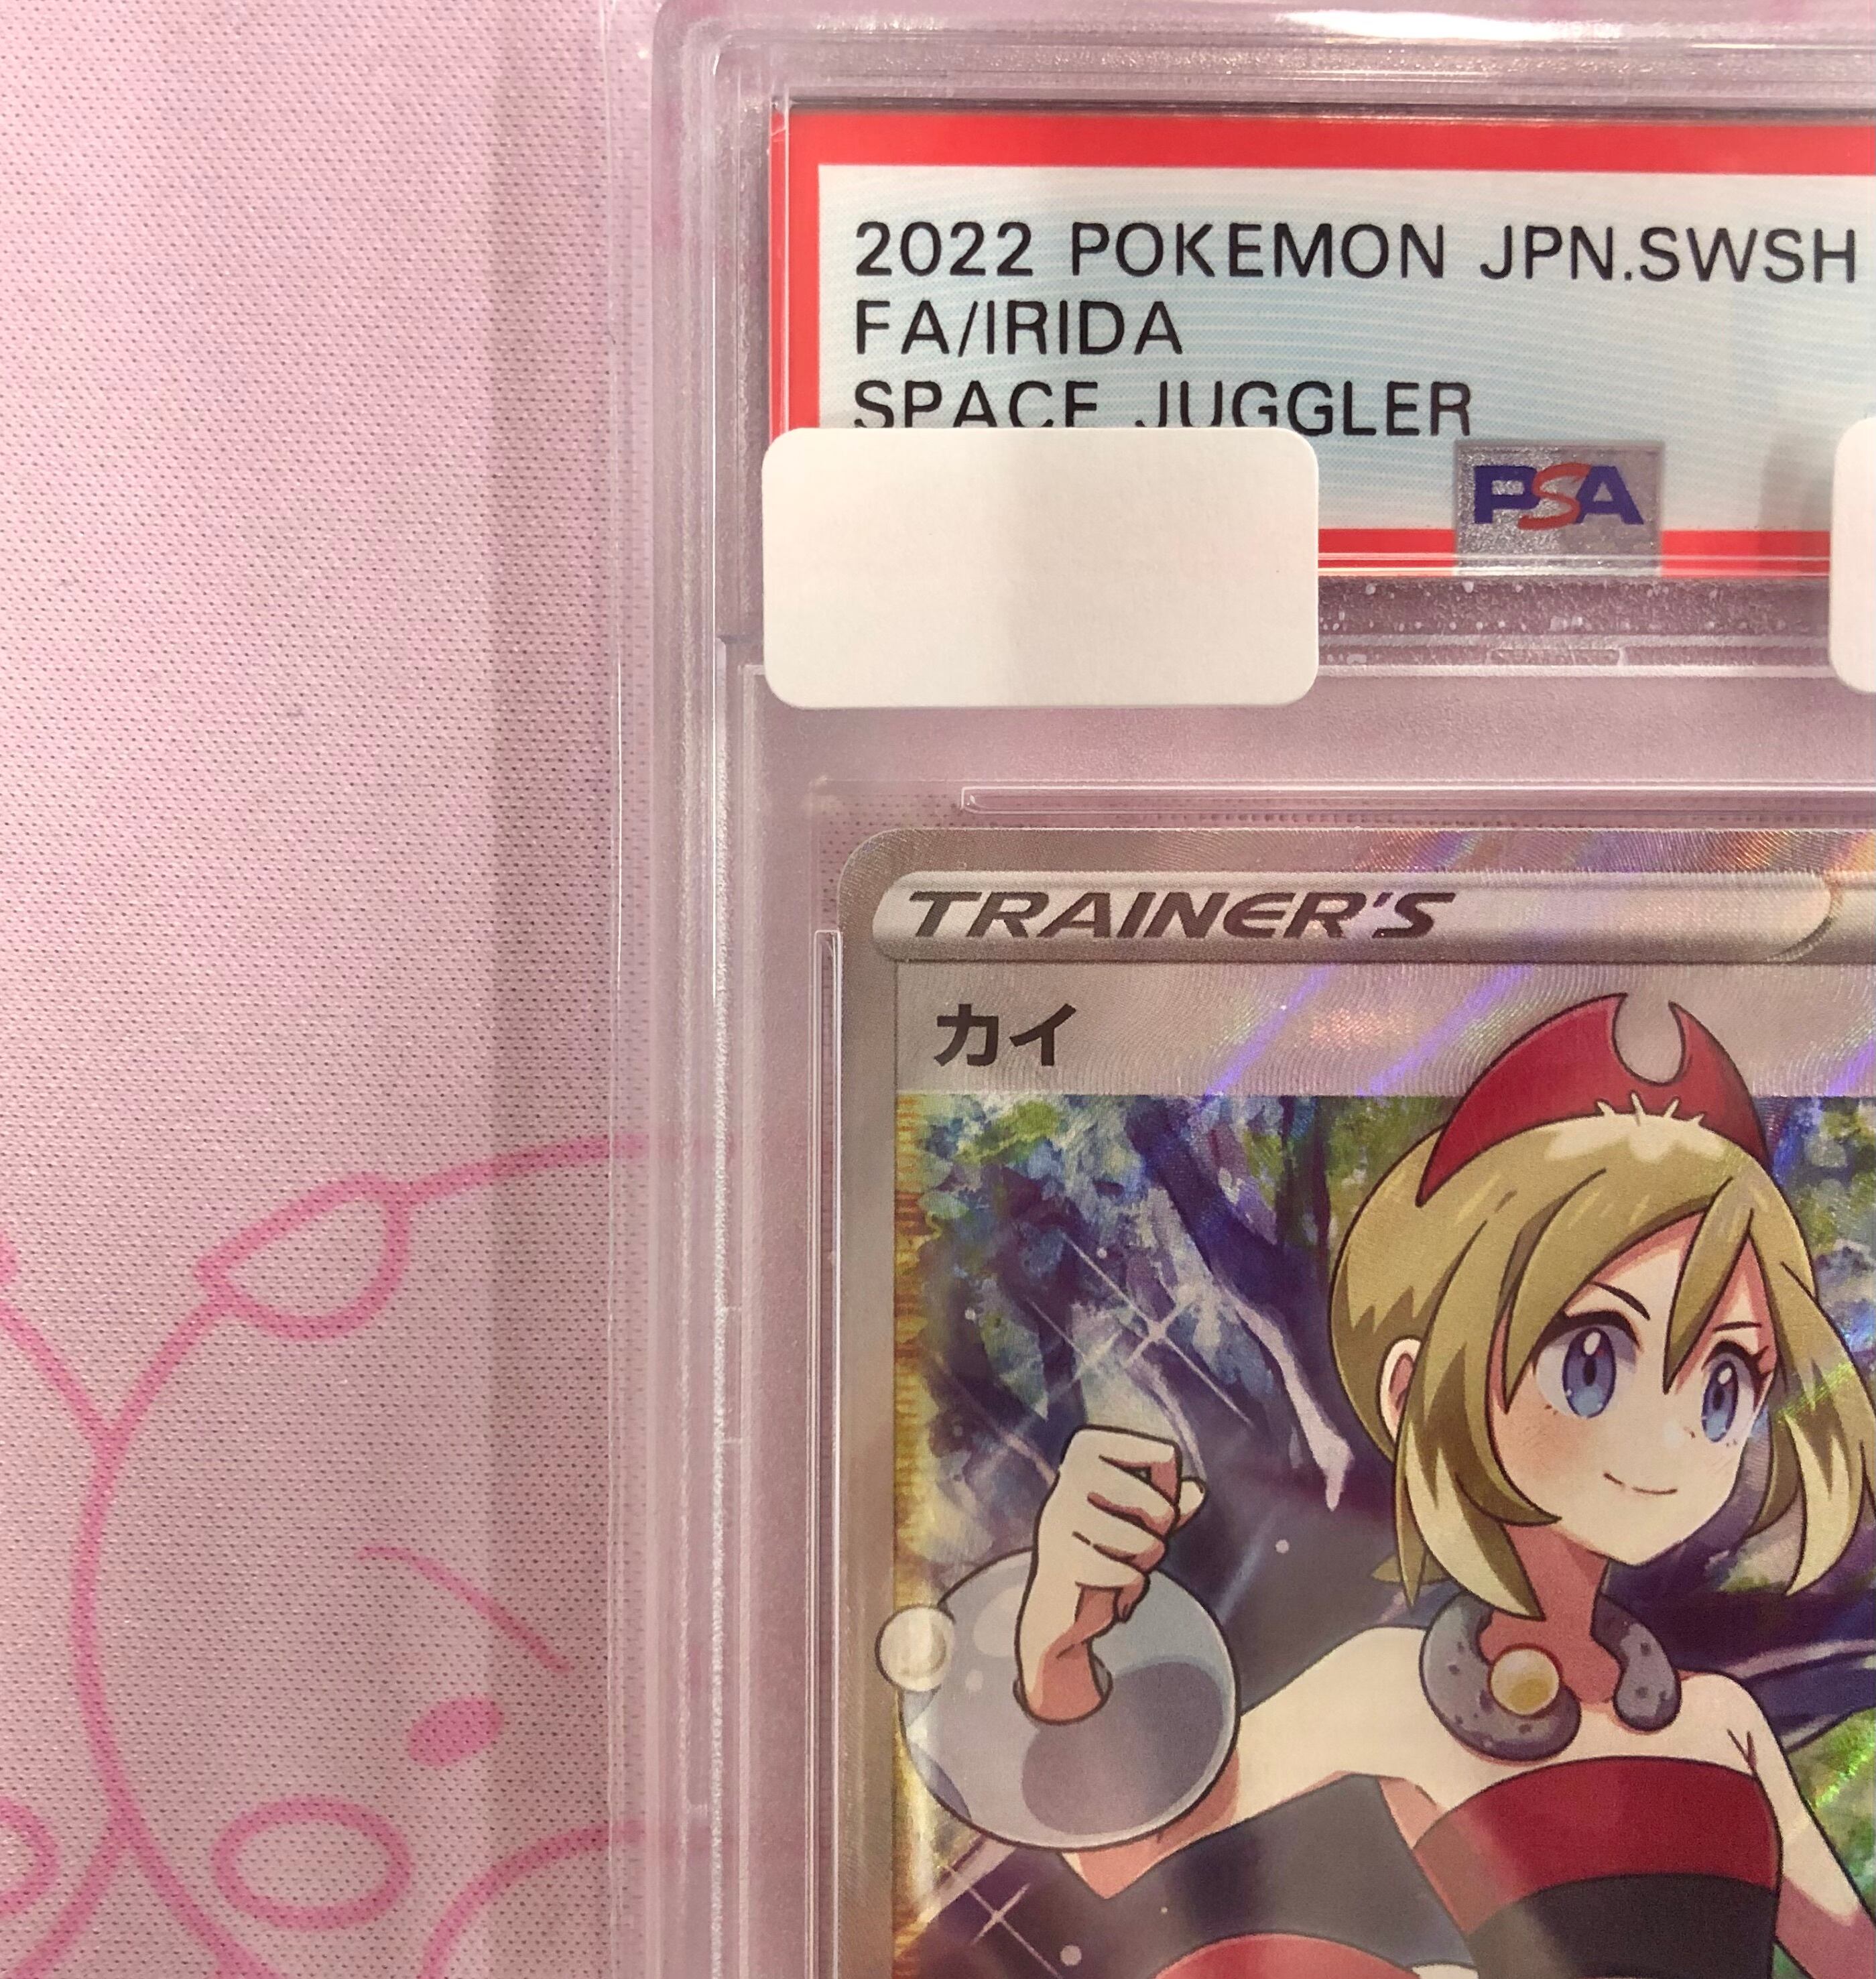 2022 POKEMON JPN.SWSH
FA/IRIDA
SPACE JUGGLER
PSA
TRAINER'S
カイ